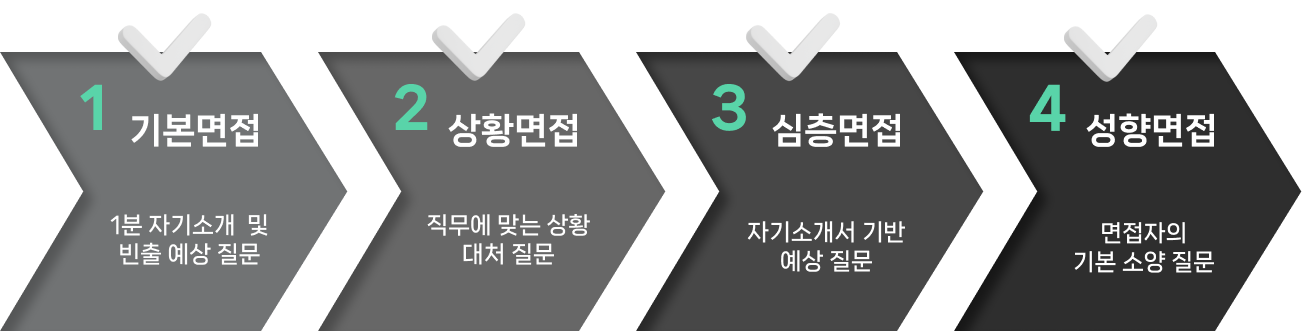 1 기본면접
1분 자기소개 및
빈출 예상 질문
2 상황면접
직무에 맞는 상황
대처 질문
3 심층면접
자기소개서 기반
예상 질문
4 성향면접
면접자의
기본 소양 질문